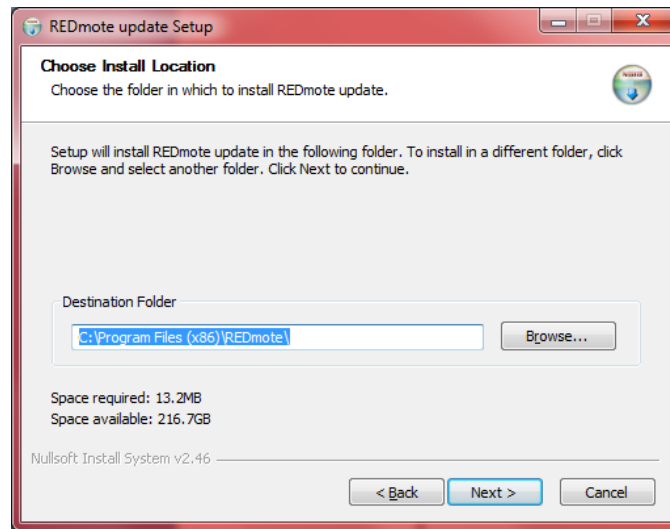 REDmote update Setup
Choose Install Location
Choose the folder in which to install REDmote update.
Setup will install REDmote update in the following folder. To install in a different folder, click
Browse and select another folder. Click Next to continue.
Destination Folder
C:\Program Files (x86)\REDmote\
Browse...
Space required: 13.2MB
Space available: 216.7GB
Nullsoft Install System v2.46
< Back
Next >
Cancel